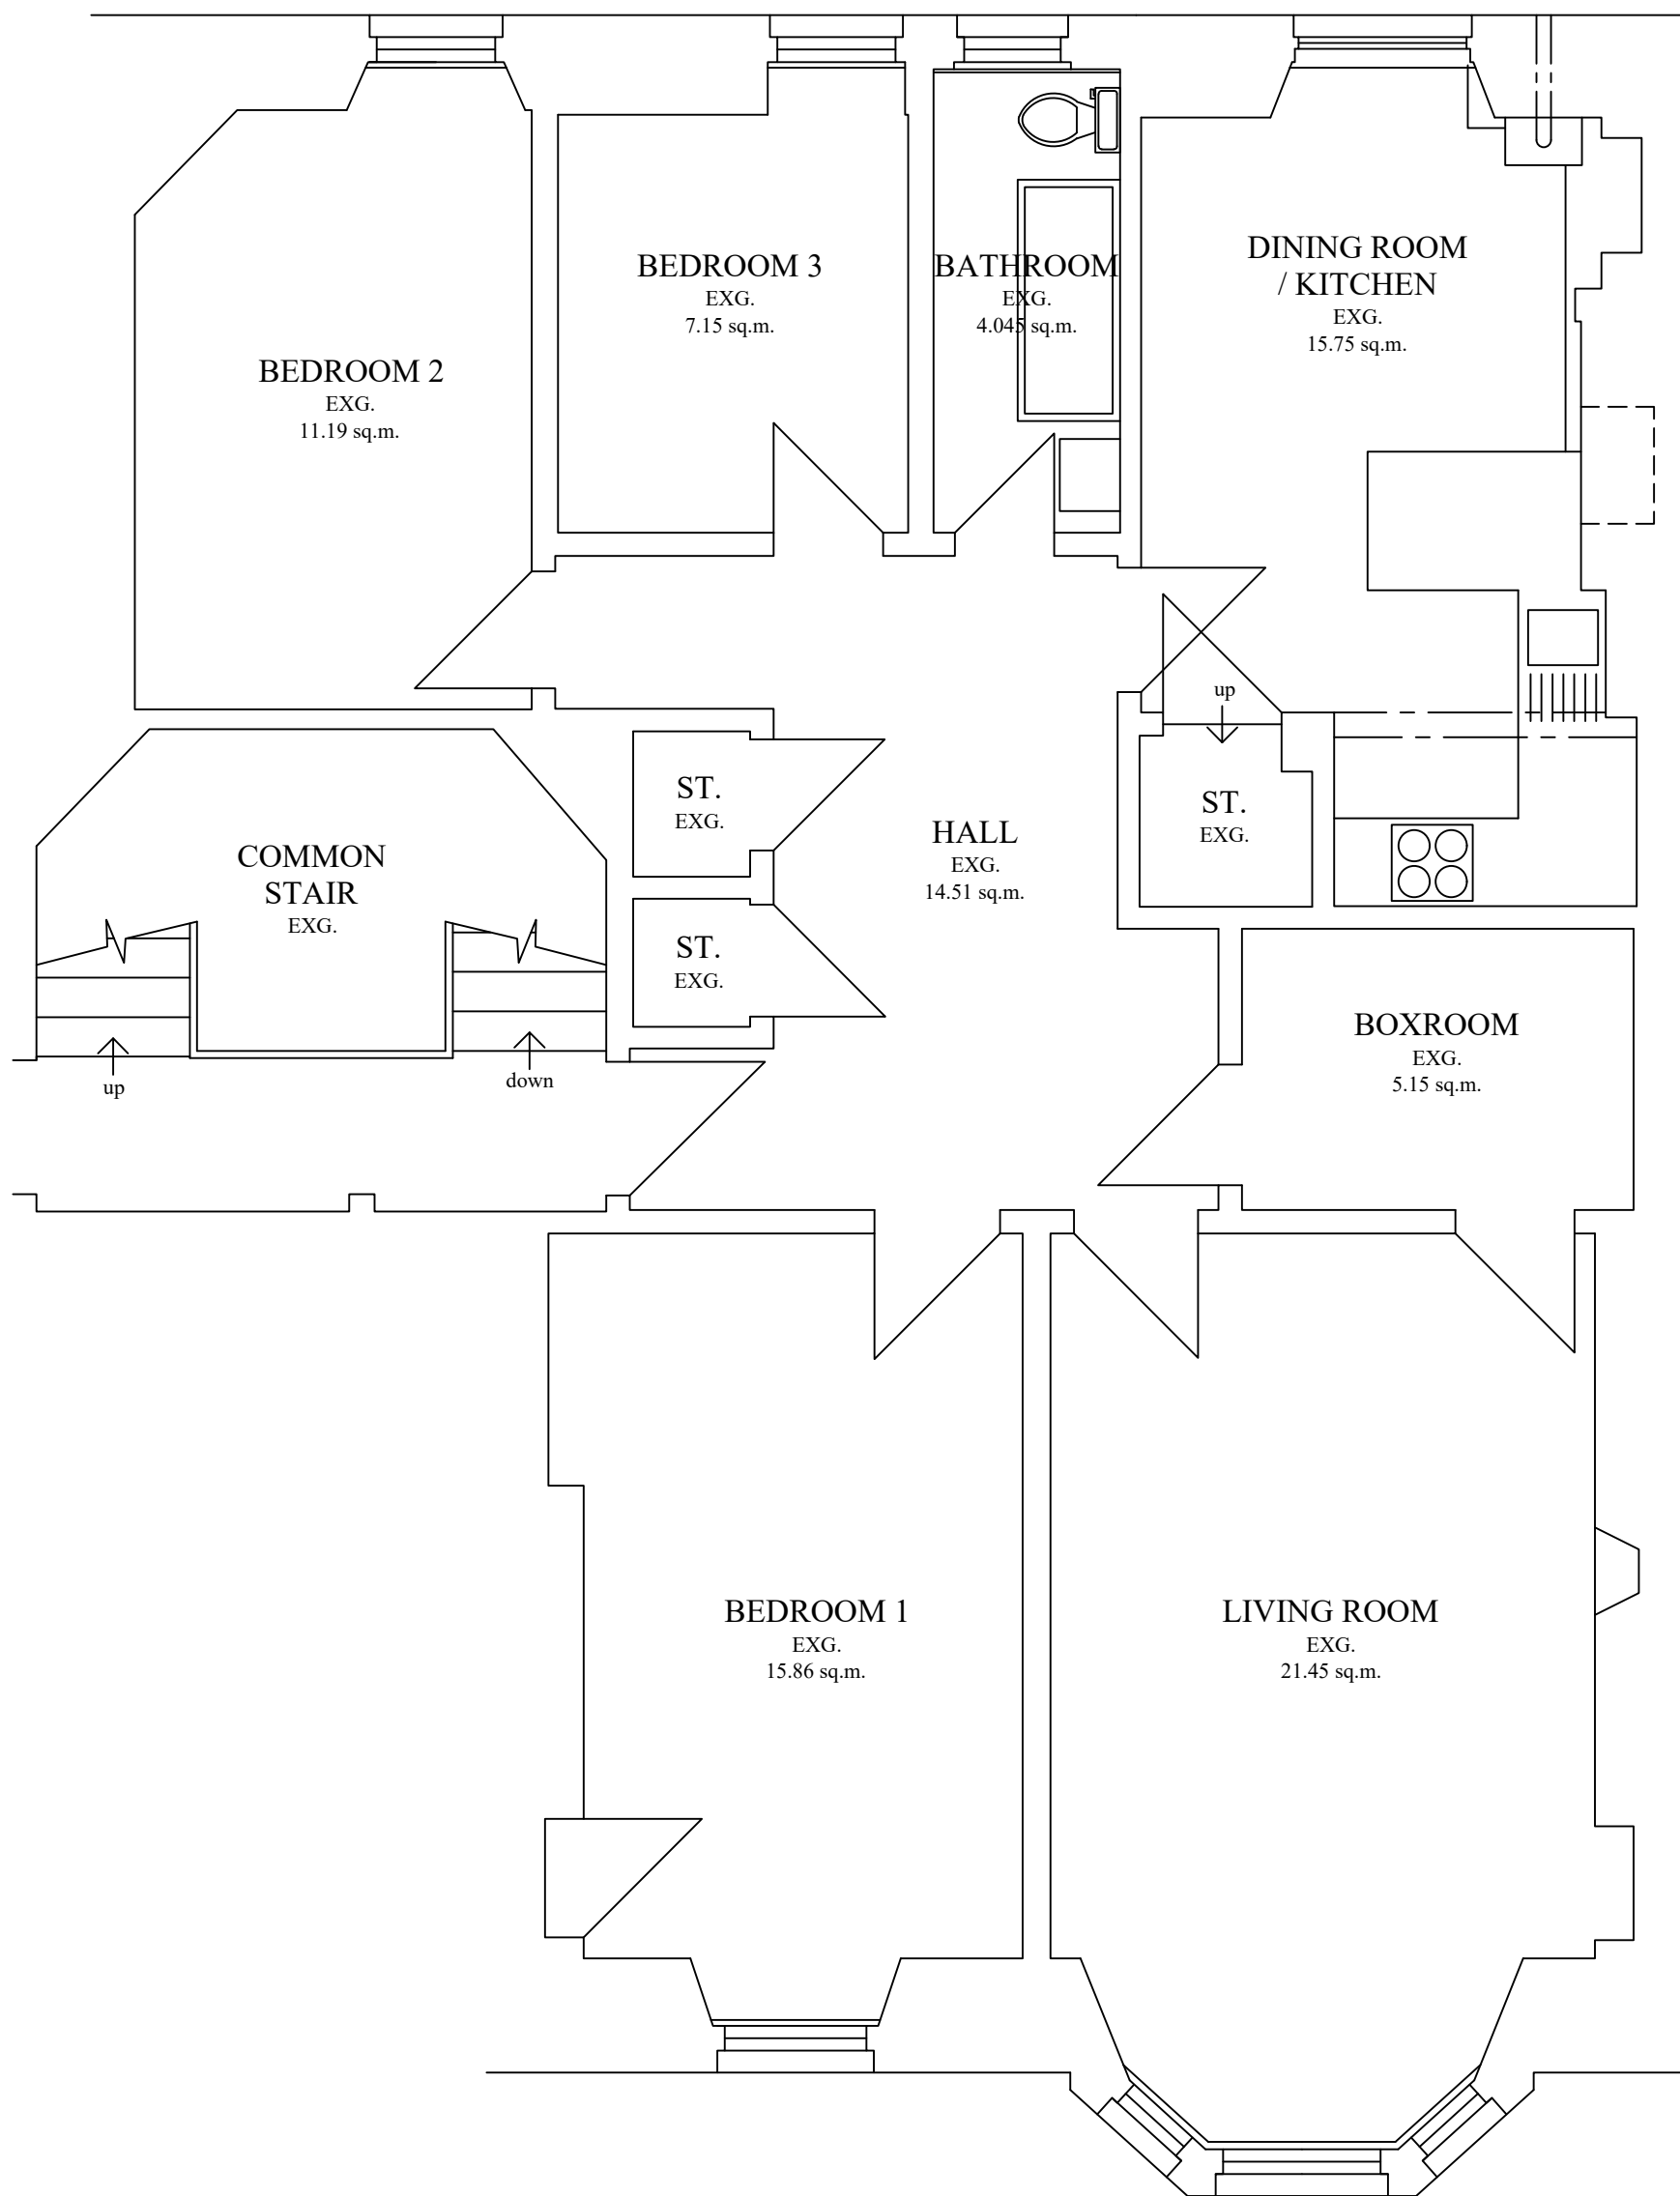 BEDROOM 2
EXG.
11.19 sq.m.
BEDROOM 3
EXG.
7.15 sq.m.
BATHROOM
EXG.
4.045 sq.m.
DINING ROOM
/ KITCHEN
EXG.
15.75 sq.m.
up
ST.
EXG.
ST.
EXG.
HALL
EXG.
14.51 sq.m.
ST.
EXG.
COMMON
STAIR
EXG.
up
down
BOXROOM
EXG.
5.15 sq.m.
BEDROOM 1
EXG.
15.86 sq.m.
LIVING ROOM
EXG.
21.45 sq.m.